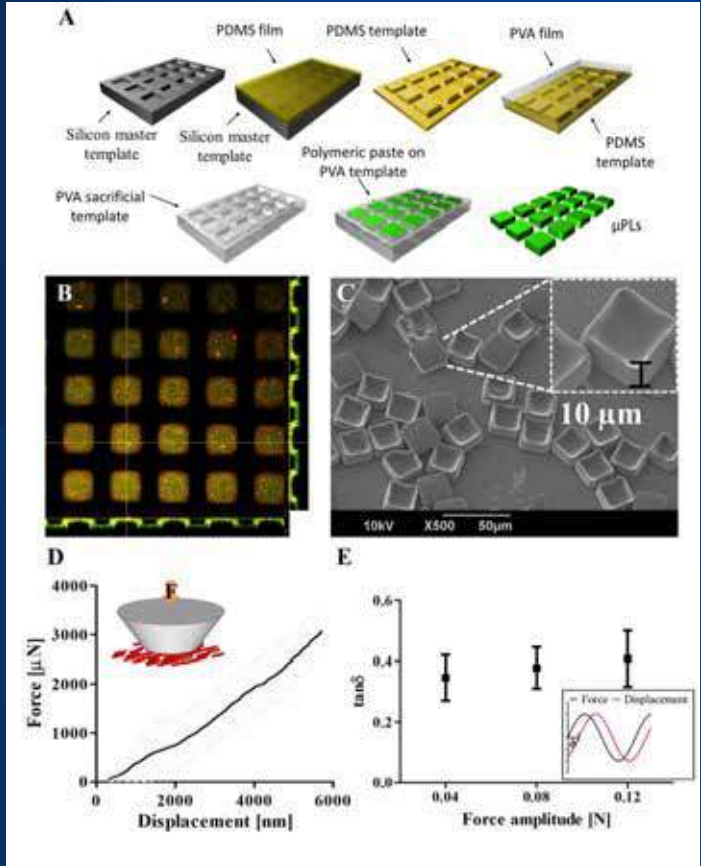 A
PDMS film
PDMS template
PVA film
Silicon master
template
Silicon master
template
PDMS
template
Polymeric paste on
PVA template
PVA sacrificial
template
μPLs
B
C
10 μm
10kV X500 50μm
D
E
F
Force [μN]
4000
3000
2000
1000
0
0 2000 4000 6000
Displacement [nm]
tanδ
0.6
0.4
0.2
0.0
0.04 0.08 0.12
Force amplitude [N]
Force Displacement